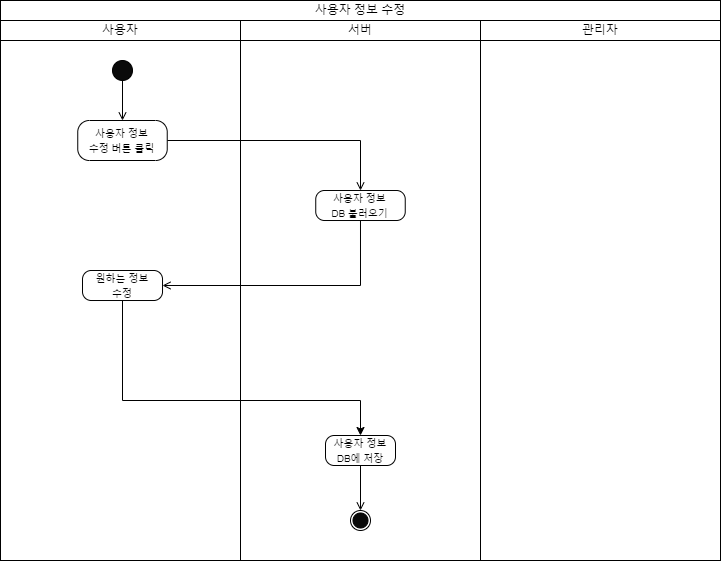 사용자 정보 수정
사용자
서버
관리자
사용자 정보
수정 버튼 클릭
사용자 정보
DB 불러오기
원하는 정보
수정
사용자 정보
DB에 저장